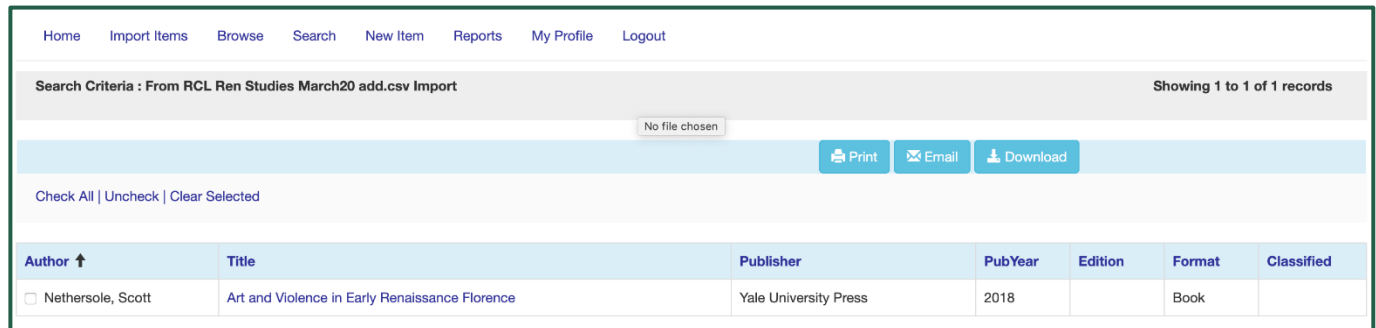 Home Import Items Browse Search New Item Reports My Profile Logout
Search Criteria : From RCL Ren Studies March20 add.csv Import Showing 1 to 1 of 1 records
No file chosen
Print Email Download
Check All | Uncheck | Clear Selected
Author Title Publisher PubYear Edition Format Classified
Nethersole, Scott Art and Violence in Early Renaissance Florence Yale University Press 2018 Book